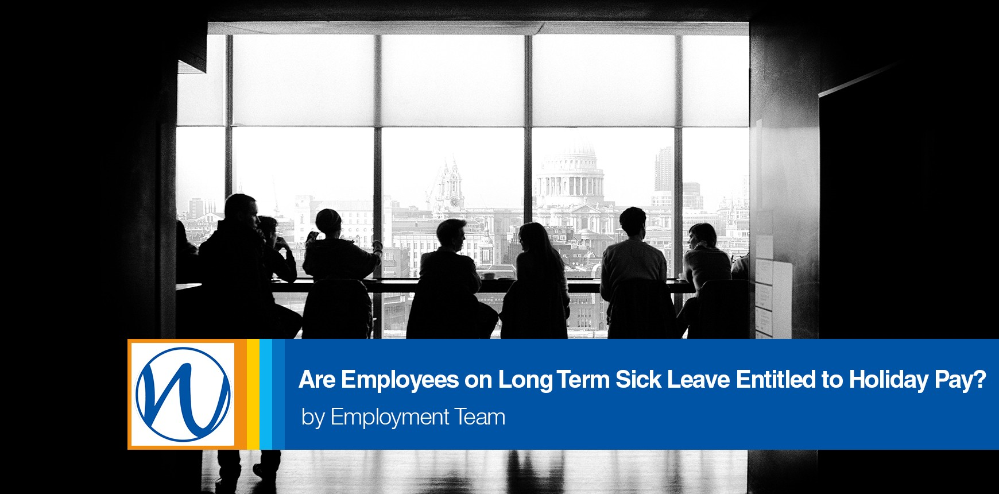 Are Employees on Long Term Sick Leave Entitled to Holiday Pay?
by Employment Team